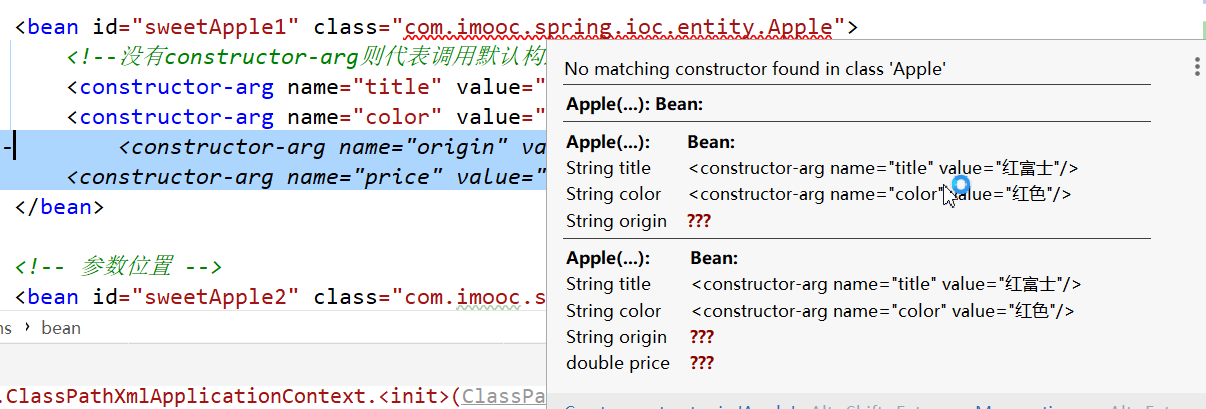 <bean id="sweetApple1" class="com.imooc.spring.ioc.entity.Apple">
<!--没有constructor-arg则代表调用默认构
<constructor-arg name="title" value="
<constructor-arg name="color" value="
<constructor-arg name="origin" va
<constructor-arg name="price" value="
</bean>
<!-- 参数位置 -->
<bean id="sweetApple2" class="com.imooc.s
ns › bean
.ClassPathXmlApplicationContext.<init>(ClassPa
No matching constructor found in class 'Apple'
Apple(...): Bean:
Apple(...): Bean:
String title <constructor-arg name="title" value="红富士"/>
String color <constructor-arg name="color" value="红色"/>
String origin ???
Apple(...): Bean:
String title <constructor-arg name="title" value="红富士"/>
String color <constructor-arg name="color" value="红色"/>
String origin ???
double price ???